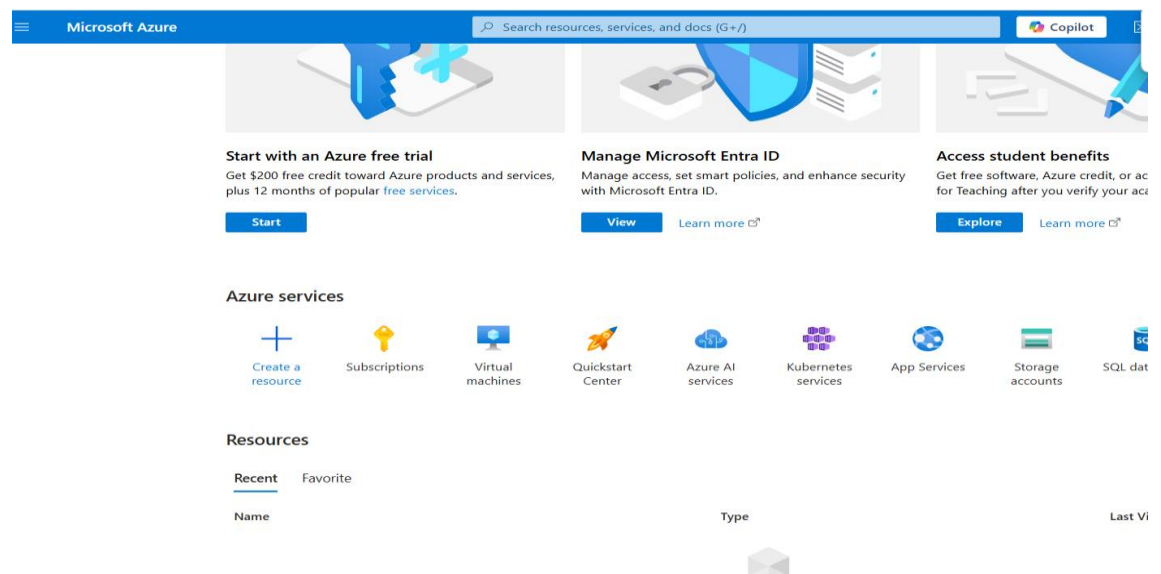 Microsoft Azure
Search resources, services, and docs (G+/)
Copilot
Start with an Azure free trial
Get $200 free credit toward Azure products and services,
plus 12 months of popular free services.
Start
Manage Microsoft Entra ID
Manage access, set smart policies, and enhance security
with Microsoft Entra ID.
View
Learn more
Access student benefits
Get free software, Azure credit, or ac
for Teaching after you verify your aca
Explore
Learn more
Azure services
Create a
resource
Subscriptions
Virtual
machines
Quickstart
Center
Azure AI
services
Kubernetes
services
App Services
Storage
accounts
SQL dat
Resources
Recent
Favorite
Name
Type
Last Vi